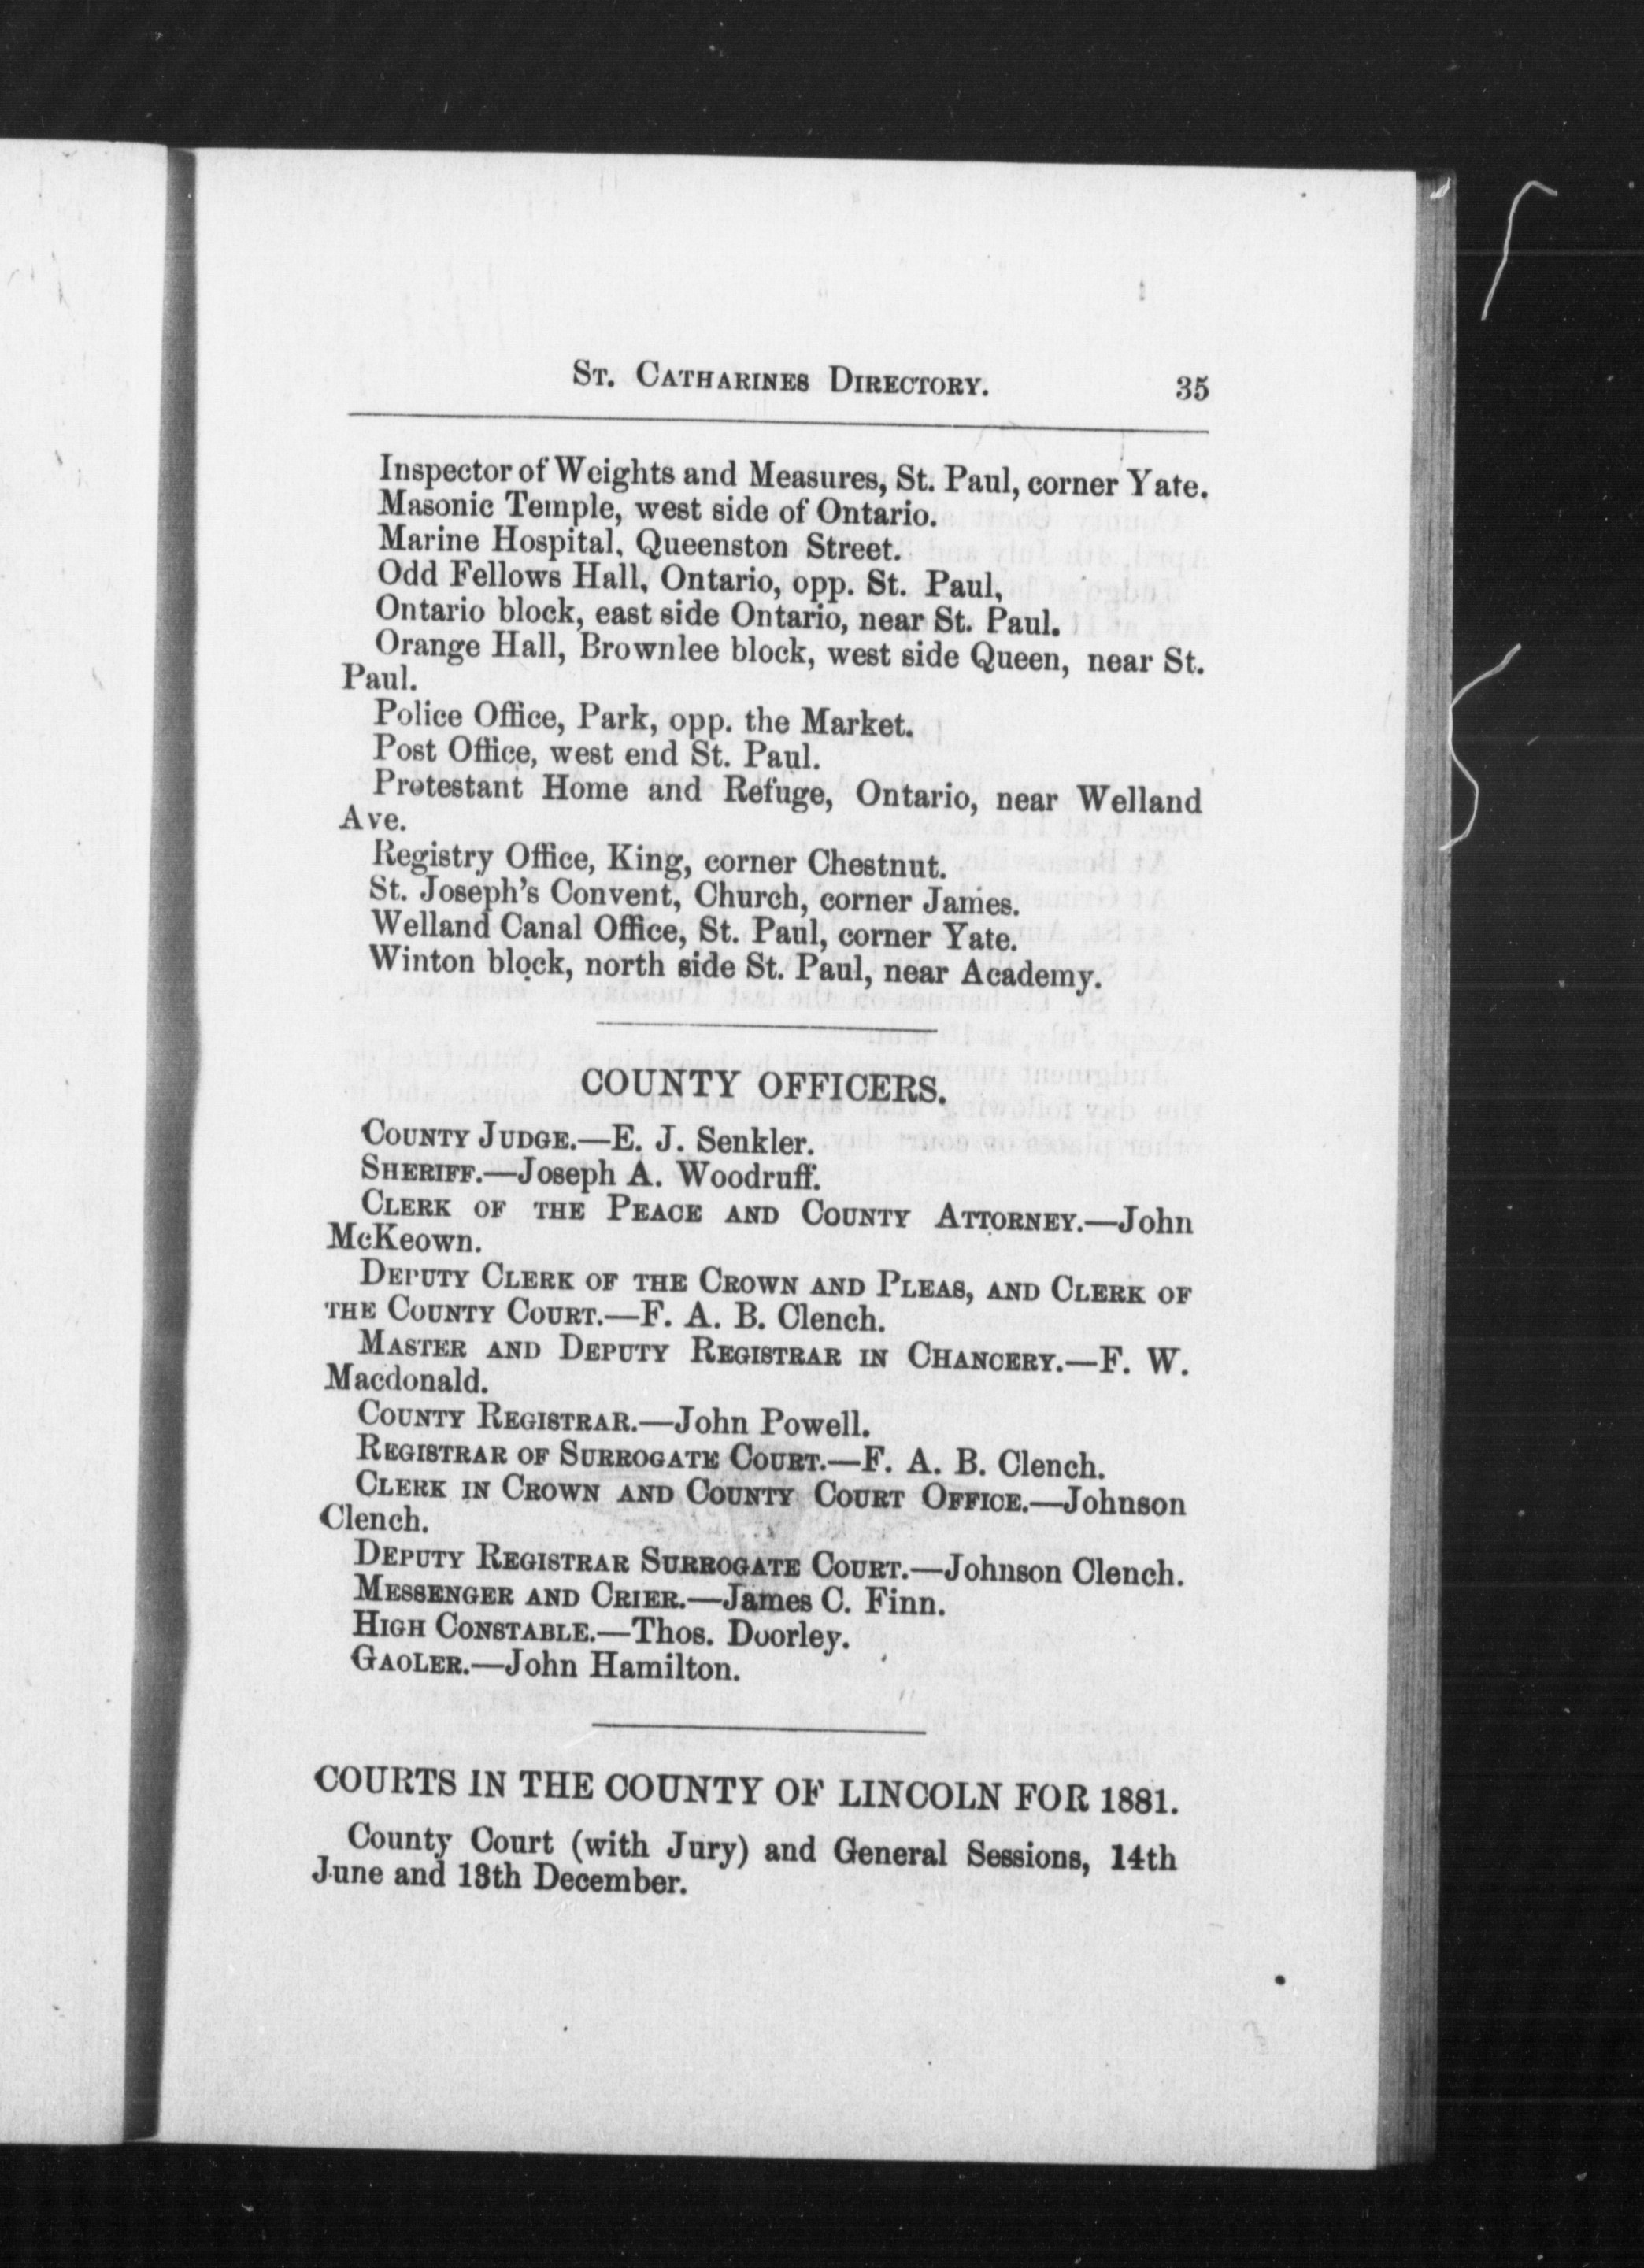 St. Catharines Directory. 35
Inspector of Weights and Measures, St. Paul, corner Yate.
Masonic Temple, west side of Ontario.
Marine Hospital, Queenston Street.
Odd Fellows Hall, Ontario, opp. St. Paul,
Ontario block, east side Ontario, near St. Paul.
Orange Hall, Brownlee block, west side Queen, near St.
Paul.
Police Office, Park, opp. the Market.
Post Office, west end St. Paul.
Protestant Home and Refuge, Ontario, near Welland
Ave.
Registry Office, King, corner Chestnut.
St. Joseph's Convent, Church, corner James.
Welland Canal Office, St. Paul, corner Yate.
Winton block, north side St. Paul, near Academy.
COUNTY OFFICERS.
County Judge.—E. J. Senkler.
Sheriff.—Joseph A. Woodruff.
Clerk of the Peace and County Attorney.—John
McKeown.
Deputy Clerk of the Crown and Pleas, and Clerk of
the County Court.—F. A. B. Clench.
Master and Deputy Registrar in Chancery.—F. W.
Macdonald.
County Registrar.—John Powell.
Registrar of Surrogate Court.—F. A. B. Clench.
Clerk in Crown and County Court Office.—Johnson
Clench.
Deputy Registrar Surrogate Court.—Johnson Clench.
Messenger and Crier.—James C. Finn.
High Constable.—Thos. Doorley.
Gaoler.—John Hamilton.
COURTS IN THE COUNTY OF LINCOLN FOR 1881.
County Court (with Jury) and General Sessions, 14th
June and 13th December.